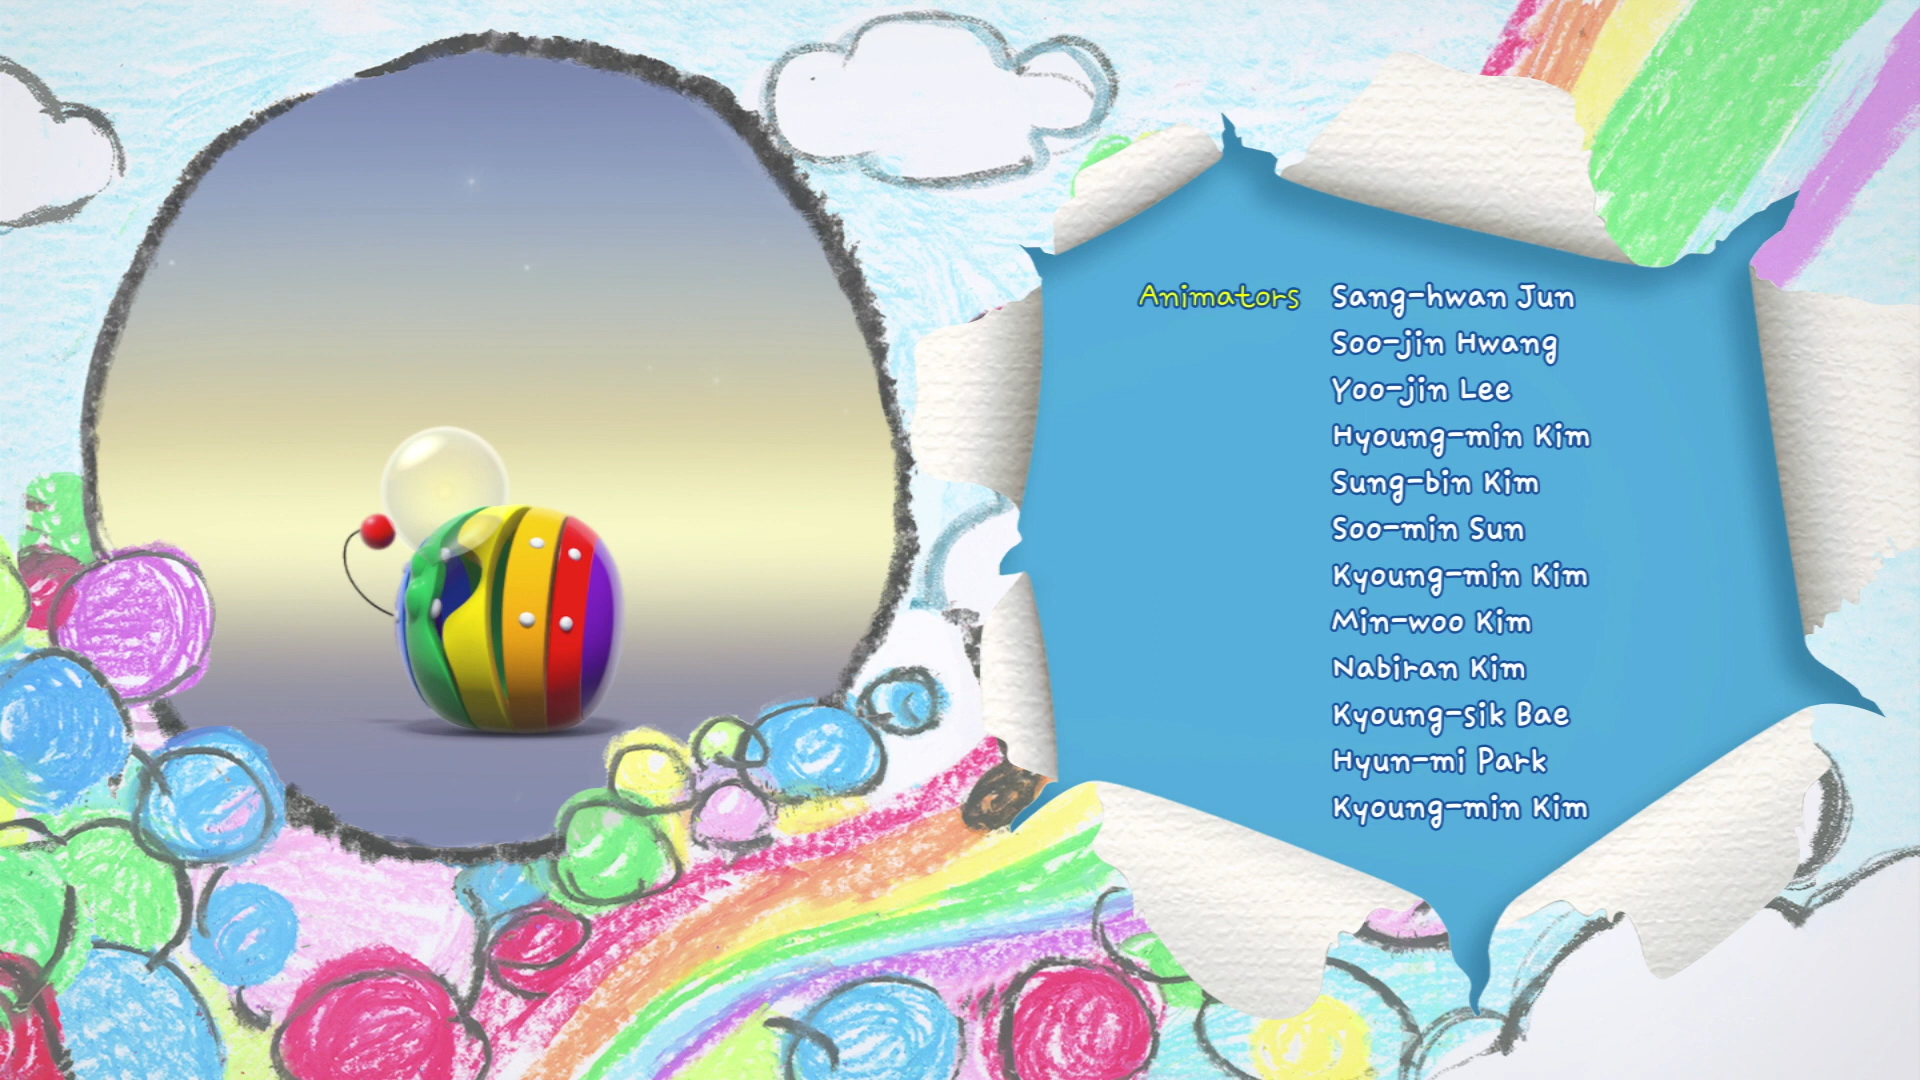 Animators Sang-hwan Jun
Soo-jin Hwang
Yoo-jin Lee
Hyoung-min Kim
Sung-bin Kim
Soo-min Sun
Kyoung-min Kim
Min-woo Kim
Nabiran Kim
Kyoung-sik Bae
Hyun-mi Park
Kyoung-min Kim